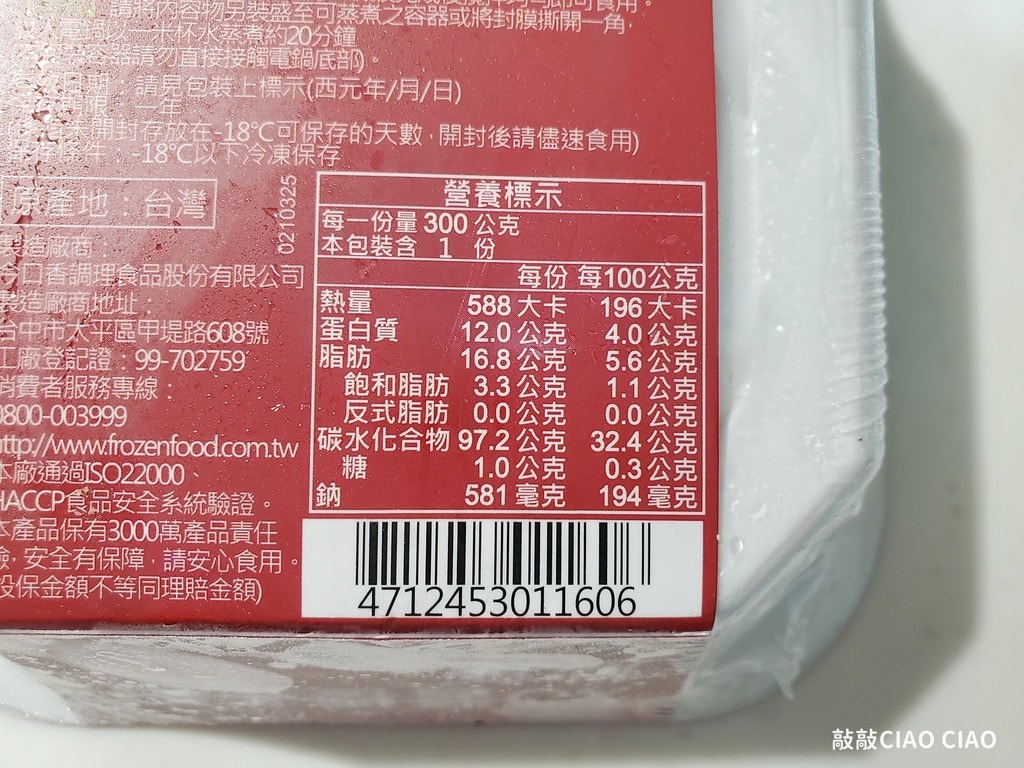 請將內容物另裝盛至可蒸煮之容器或將封膜撕開一角,
以一米杯水蒸煮約20分鐘
容器請勿直接接觸電鍋底部)。
請見包裝上標示(西元年/月/日)
一年
未開封存放在-18℃可保存的天數,開封後請儘速食用)
-18℃以下冷凍保存
原產地:台灣
02110325
製造廠商:
今口香調理食品股份有限公司
製造廠商地址:
台中市太平區甲堤路608號
工廠登記證:99-702759
消費者服務專線:
0800-003999
http://www.frozenfood.com.tw
本廠通過ISO22000、
HACCP食品安全系統驗證。
本產品保有3000萬產品責任
險,安全有保障,請安心食用。
投保金額不等同理賠金額)
營養標示
每一份量 300 公克
本包裝含 1 份
每份 每100公克
熱量 588 大卡 196 大卡
蛋白質 12.0 公克 4.0 公克
脂肪 16.8 公克 5.6 公克
飽和脂肪 3.3 公克 1.1 公克
反式脂肪 0.0 公克 0.0 公克
碳水化合物 97.2 公克 32.4 公克
糖 1.0 公克 0.3 公克
鈉 581 毫克 194 毫克
4712453011606
敲敲CIAO CIAO